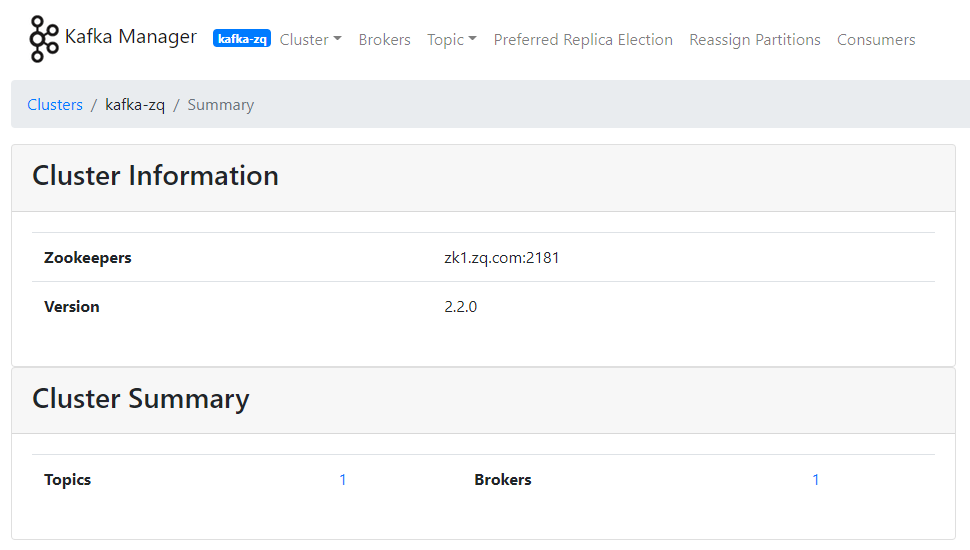 Kafka Manager kafka-zq Cluster Brokers Topic Preferred Replica Election Reassign Partitions Consumers
Clusters / kafka-zq / Summary
Cluster Information
Zookeepers zk1.zq.com:2181
Version 2.2.0
Cluster Summary
Topics 1 Brokers 1